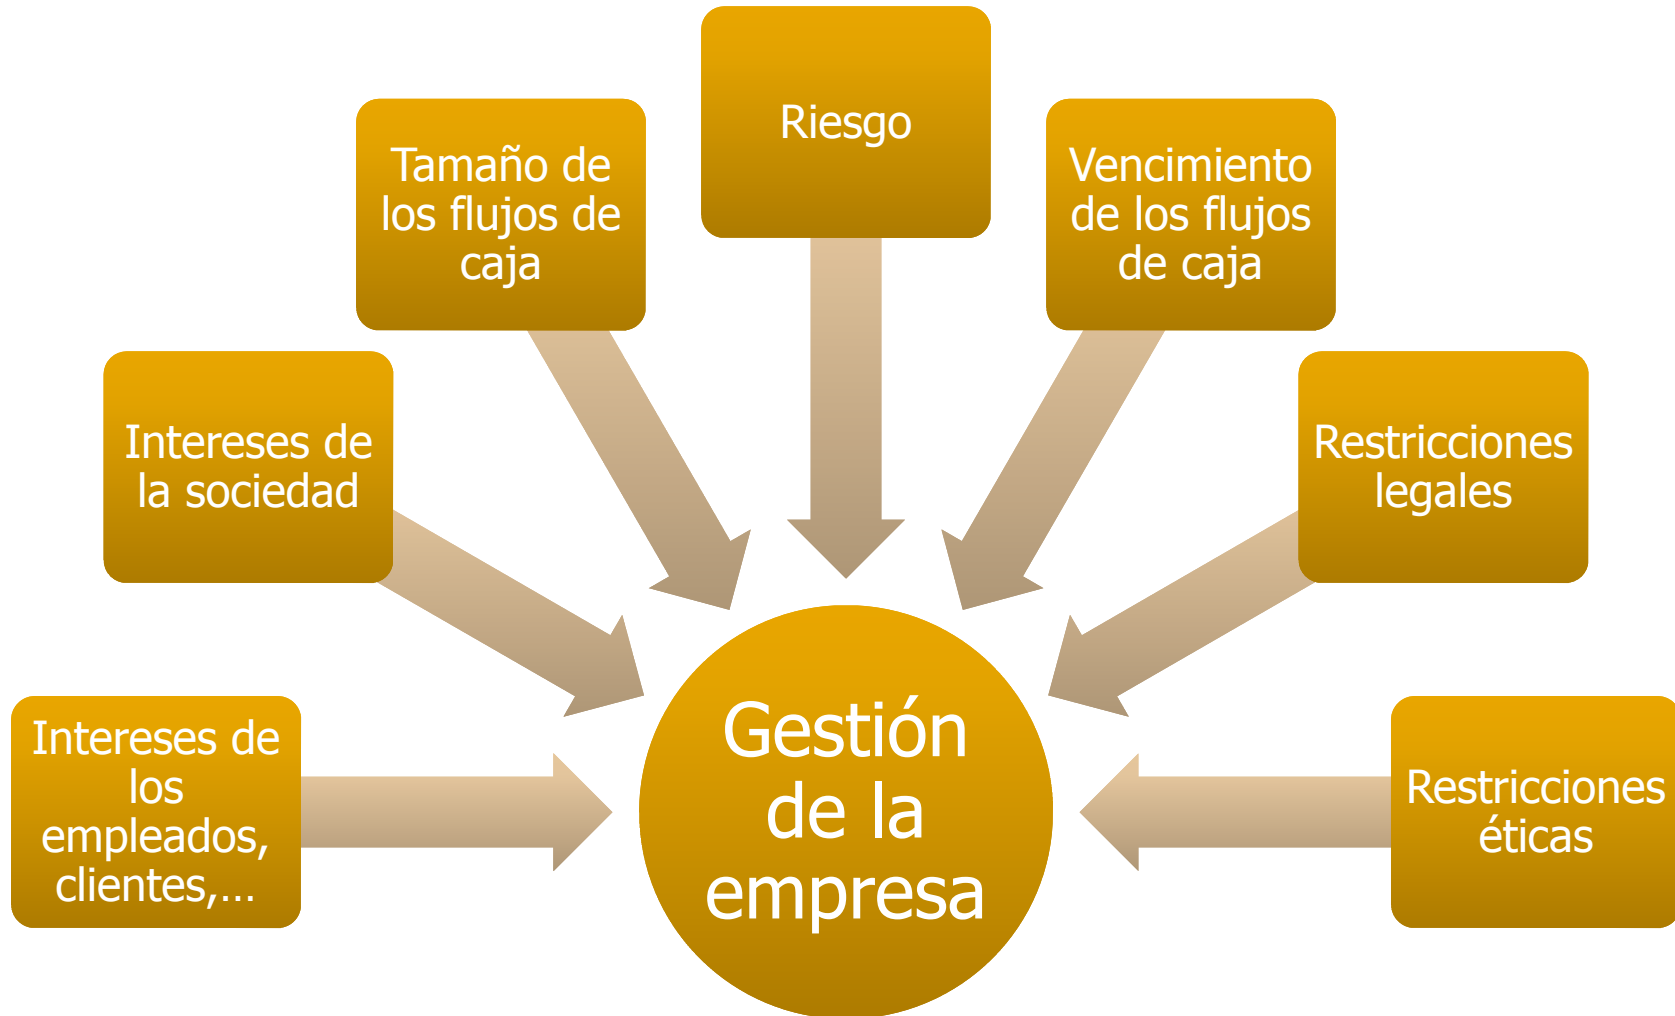 Riesgo
Tamaño de
los flujos de
caja
Vencimiento
de los flujos
de caja
Intereses de
la sociedad
Restricciones
legales
Intereses de
los
empleados,
clientes,...
Gestión
de la
empresa
Restricciones
éticas